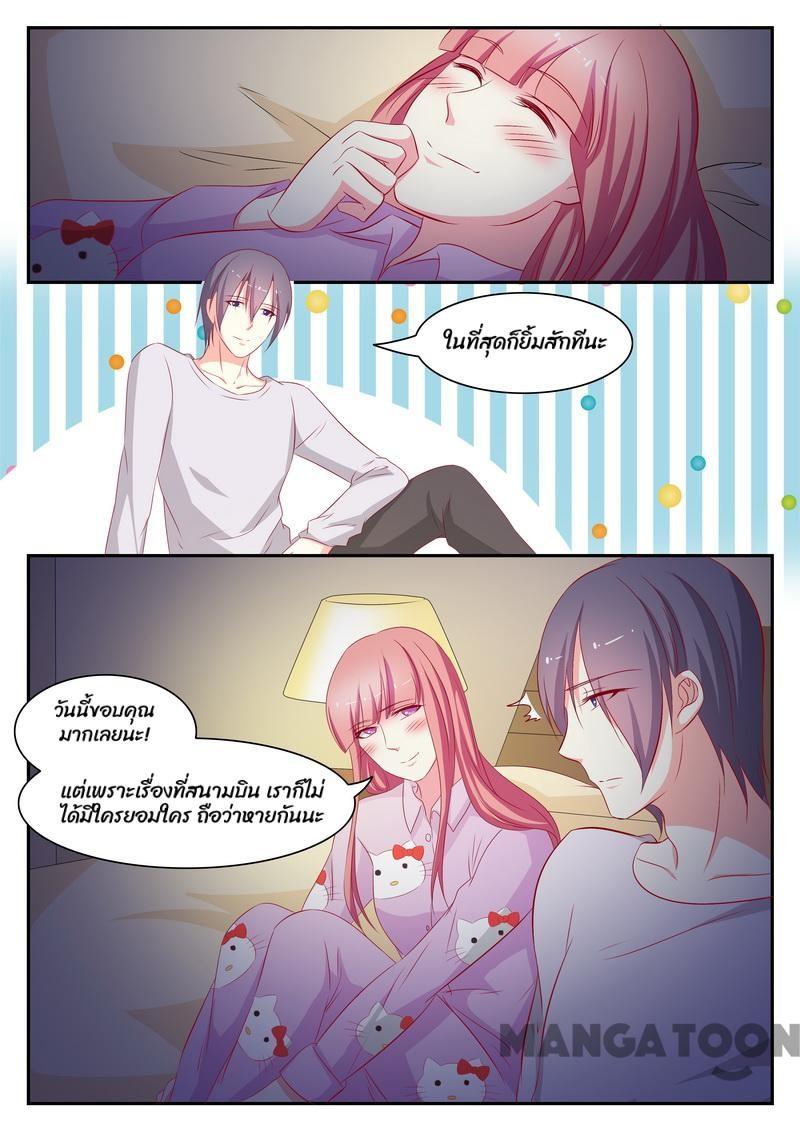 ในที่สุดก็ยิ้มสักทีนะ
วันนี้ขอบคุณ
มากเลยนะ!
แต่เพราะเรื่องที่สนามบิน เราก็ไม่
ได้มีใครยอมใคร ถือว่าหายกันนะ
MANGATOON